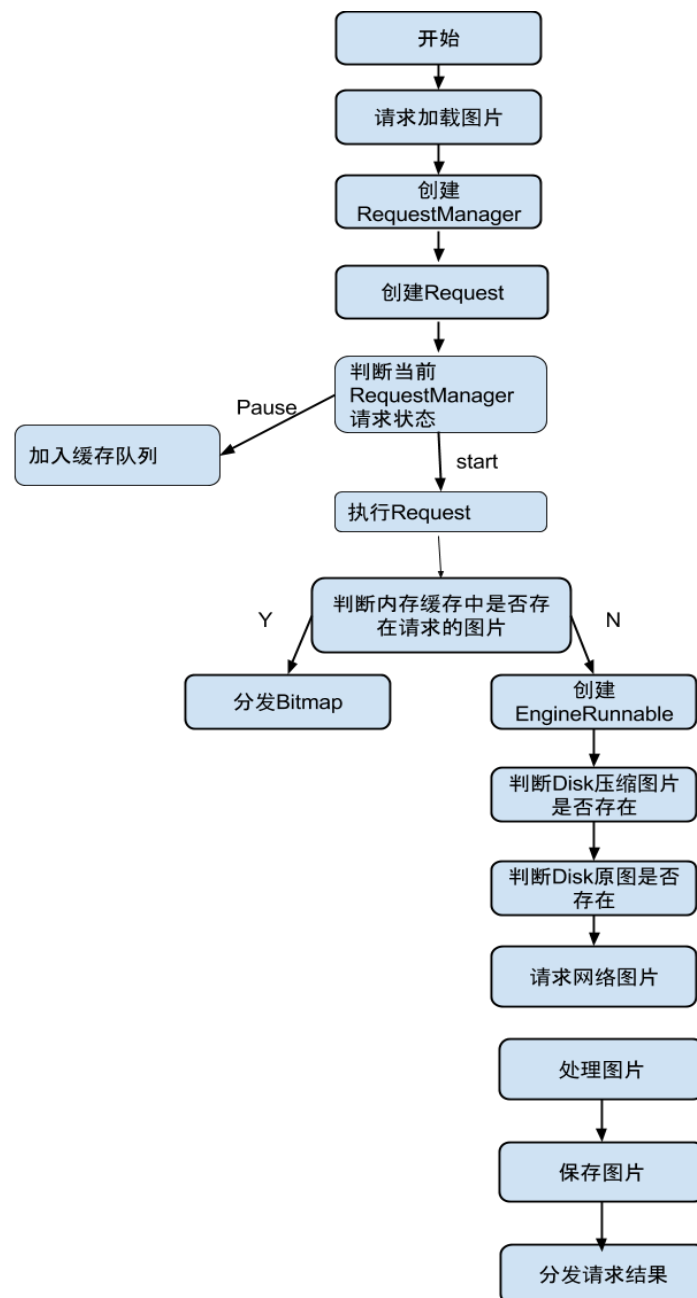 开始
请求加载图片
创建
RequestManager
创建Request
判断当前
RequestManager
请求状态
Pause
加入缓存队列
start
执行Request
判断内存缓存中是否存
在请求的图片
Y
N
分发Bitmap
创建
EngineRunnable
判断Disk压缩图片
是否存在
判断Disk原图是否
存在
请求网络图片
处理图片
保存图片
分发请求结果